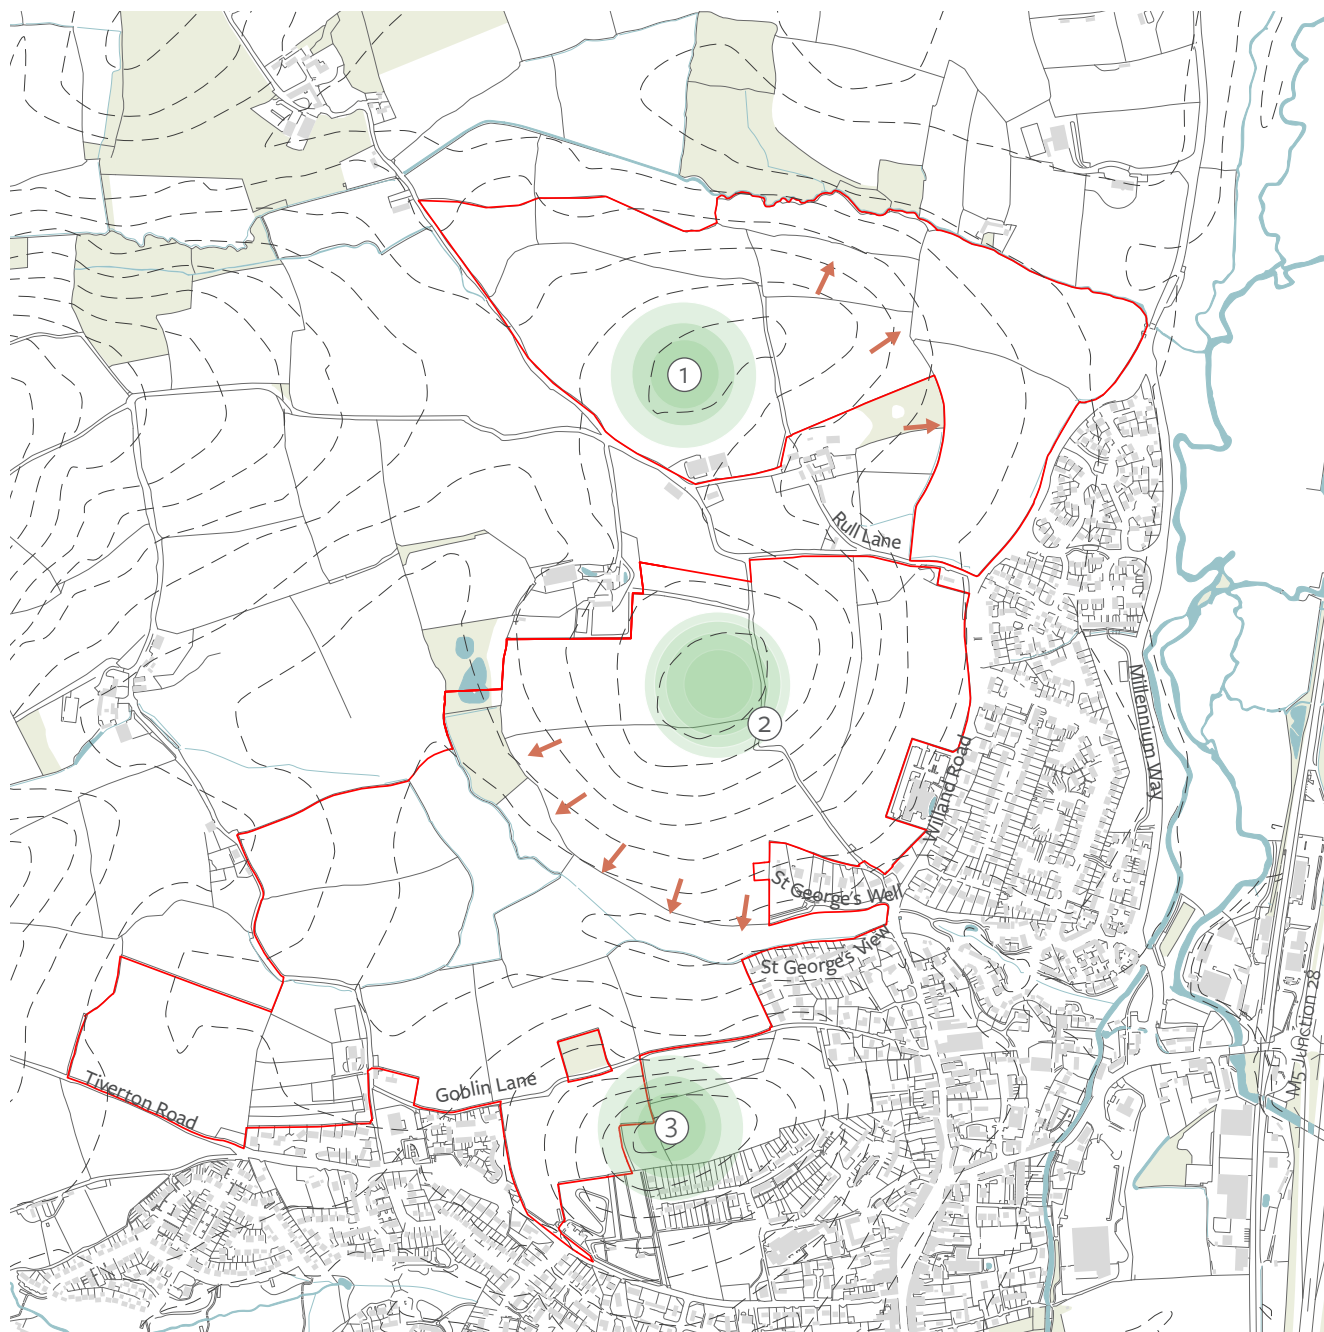 1
Rull Lane
2
Millennium Way
Willand Road
St George's Well
St George's View
M5 Junction 28
Goblin Lane
Tiverton Road
3